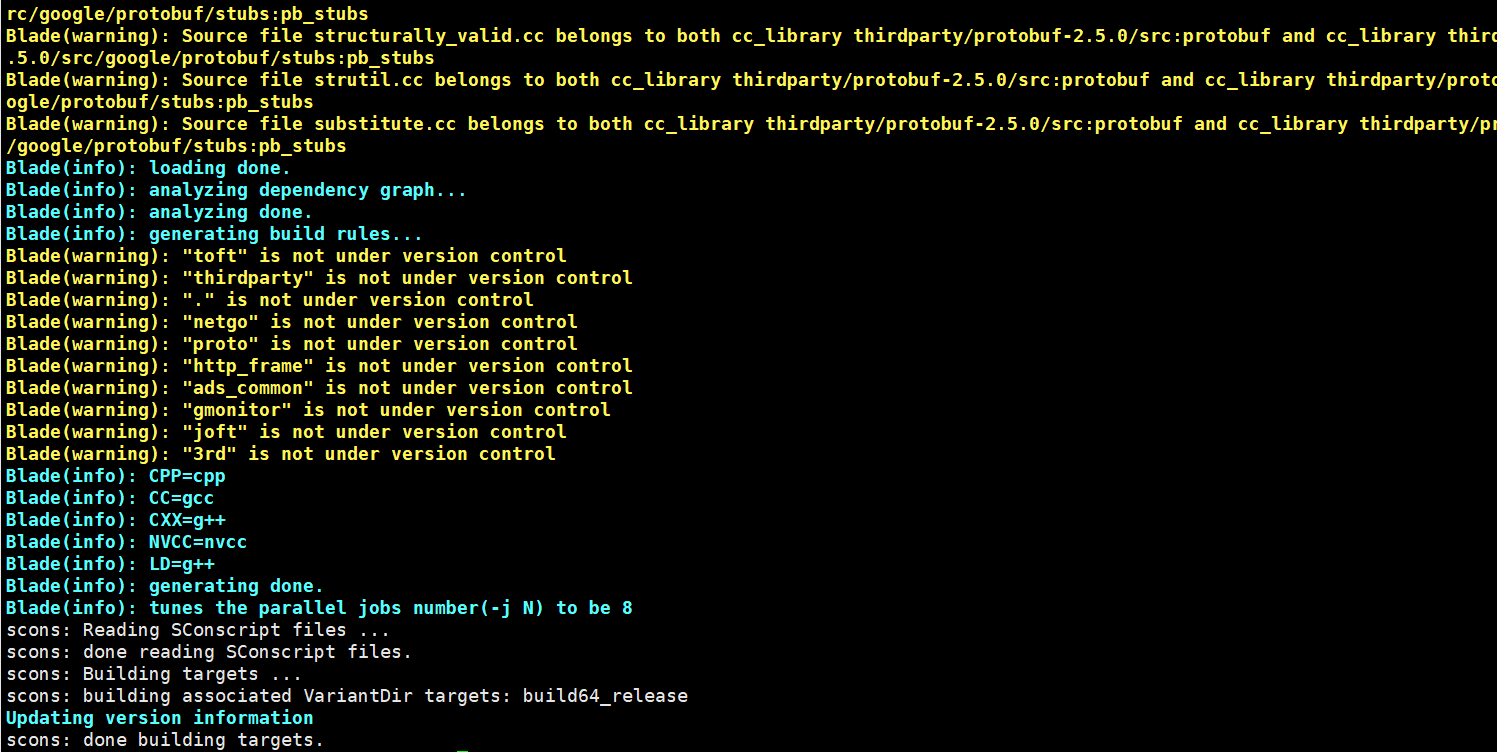 rc/google/protobuf/stubs:pb_stubs
Blade(warning): Source file structurally_valid.cc belongs to both cc_library thirdparty/protobuf-2.5.0/src:protobuf and cc_library third
.5.0/src/google/protobuf/stubs:pb_stubs
Blade(warning): Source file strutil.cc belongs to both cc_library thirdparty/protobuf-2.5.0/src:protobuf and cc_library thirdparty/proto
ogle/protobuf/stubs:pb_stubs
Blade(warning): Source file substitute.cc belongs to both cc_library thirdparty/protobuf-2.5.0/src:protobuf and cc_library thirdparty/pr
/google/protobuf/stubs:pb_stubs
Blade(info): loading done.
Blade(info): analyzing dependency graph...
Blade(info): analyzing done.
Blade(info): generating build rules...
Blade(warning): "toft" is not under version control
Blade(warning): "thirdparty" is not under version control
Blade(warning): "." is not under version control
Blade(warning): "netgo" is not under version control
Blade(warning): "proto" is not under version control
Blade(warning): "http_frame" is not under version control
Blade(warning): "ads_common" is not under version control
Blade(warning): "gmonitor" is not under version control
Blade(warning): "joft" is not under version control
Blade(warning): "3rd" is not under version control
Blade(info): CPP=cpp
Blade(info): CC=gcc
Blade(info): CXX=g++
Blade(info): NVCC=nvcc
Blade(info): LD=g++
Blade(info): generating done.
Blade(info): tunes the parallel jobs number(-j N) to be 8
scons: Reading SConscript files ...
scons: done reading SConscript files.
scons: Building targets ...
scons: building associated VariantDir targets: build64_release
Updating version information
scons: done building targets.